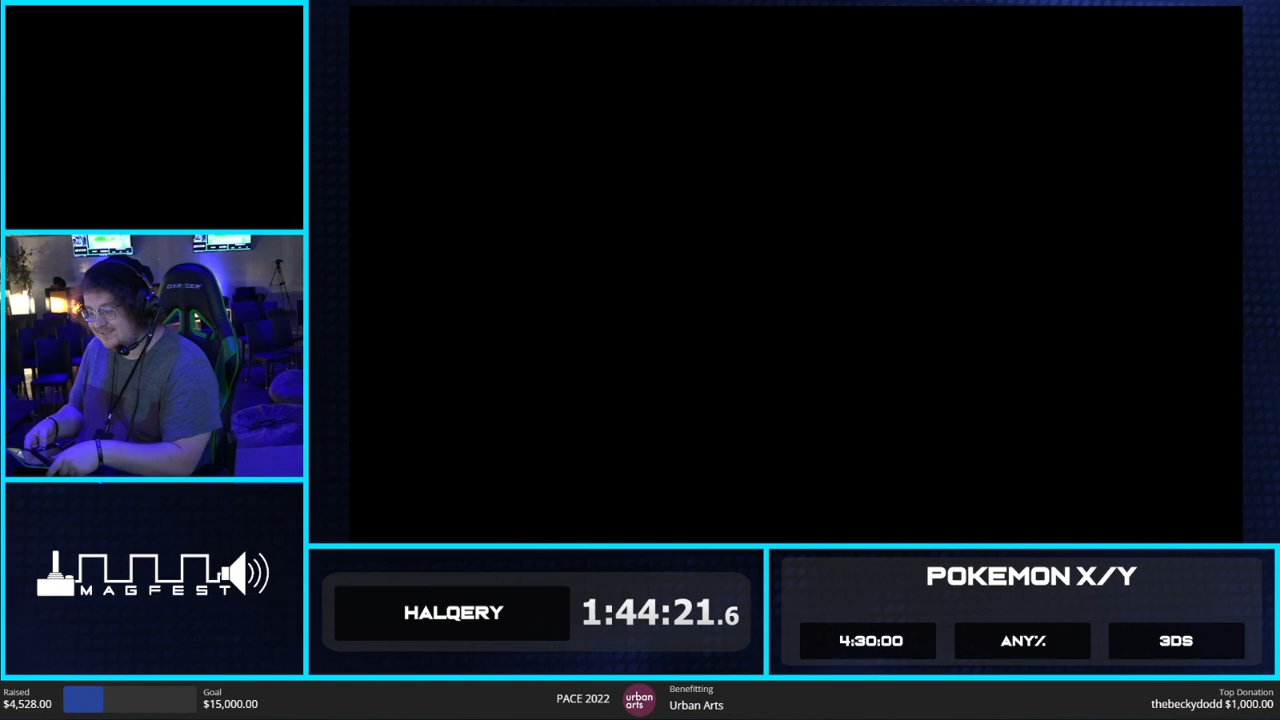 DXRACER
MAGFEST
HALQERY
1:44:21.6
POKEMON X/Y
4:30:00
ANY%
3DS
Raised
$4,528.00
Goal
$15,000.00
PACE 2022
urban
arts
Benefitting
Urban Arts
Top Donation
thebeckydodd $1,000.00